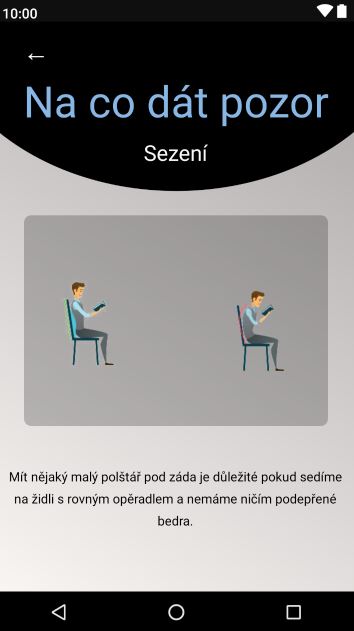 10:00
←
Na co dát pozor
Sezení
Mít nějaký malý polštář pod záda je důležité pokud sedíme
na židli s rovným opěradlem a nemáme ničím podepřené
bedra.